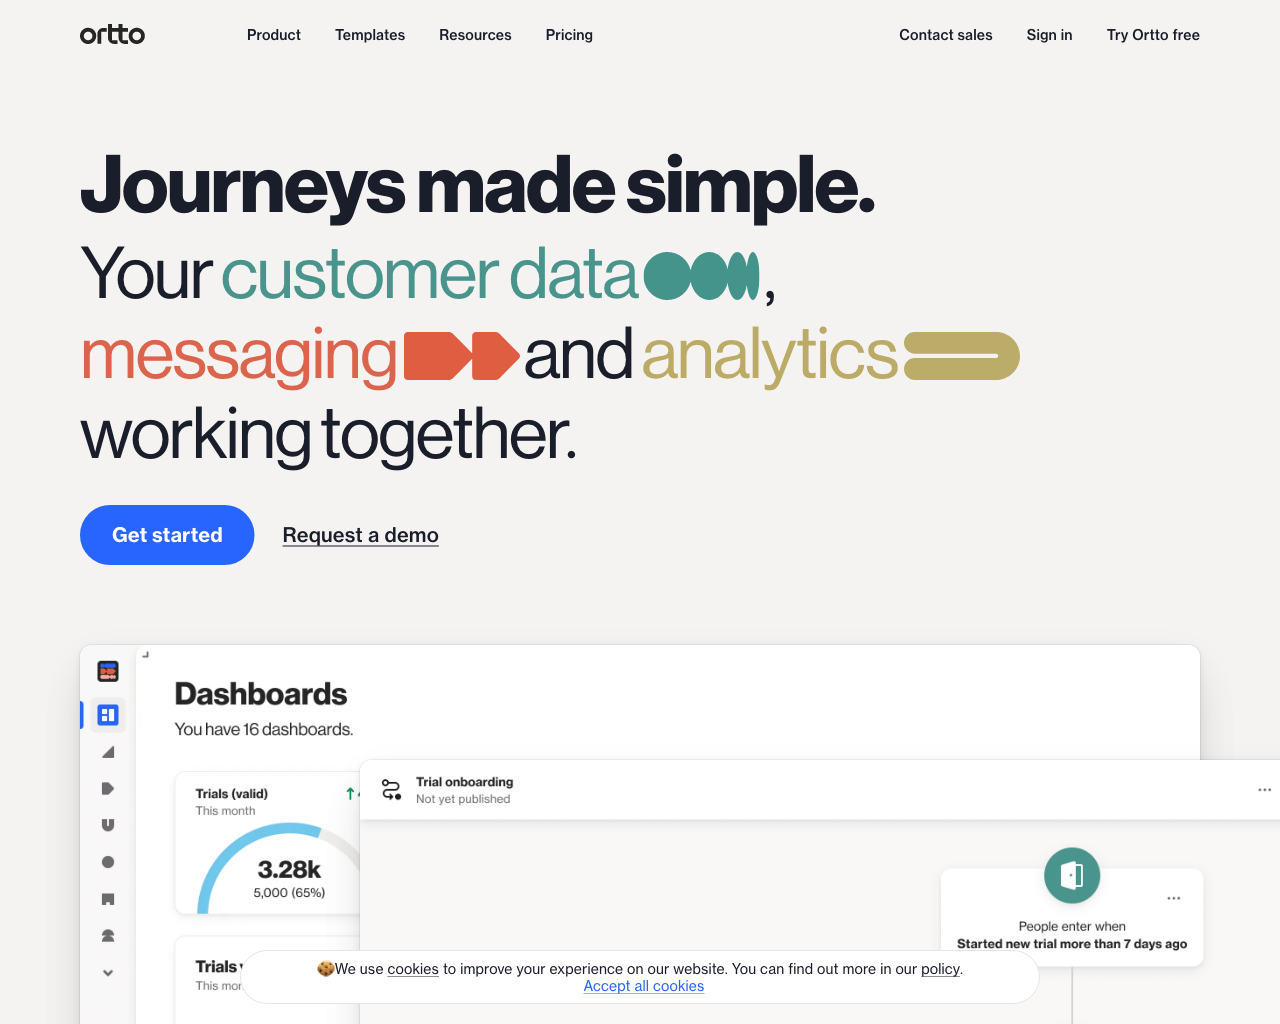 ortto
Product Templates Resources Pricing
Contact sales Sign in Try Ortto free
Journeys made simple.
Your customer data,
messaging and analytics
working together.
Get started Request a demo
Dashboards
You have 16 dashboards.
Trials (valid)
This month
3.28k
5,000 (65%)
Trial onboarding
Not yet published
People enter when
Started new trial more than 7 days ago
Trials
This
We use cookies to improve your experience on our website. You can find out more in our policy.
Accept all cookies